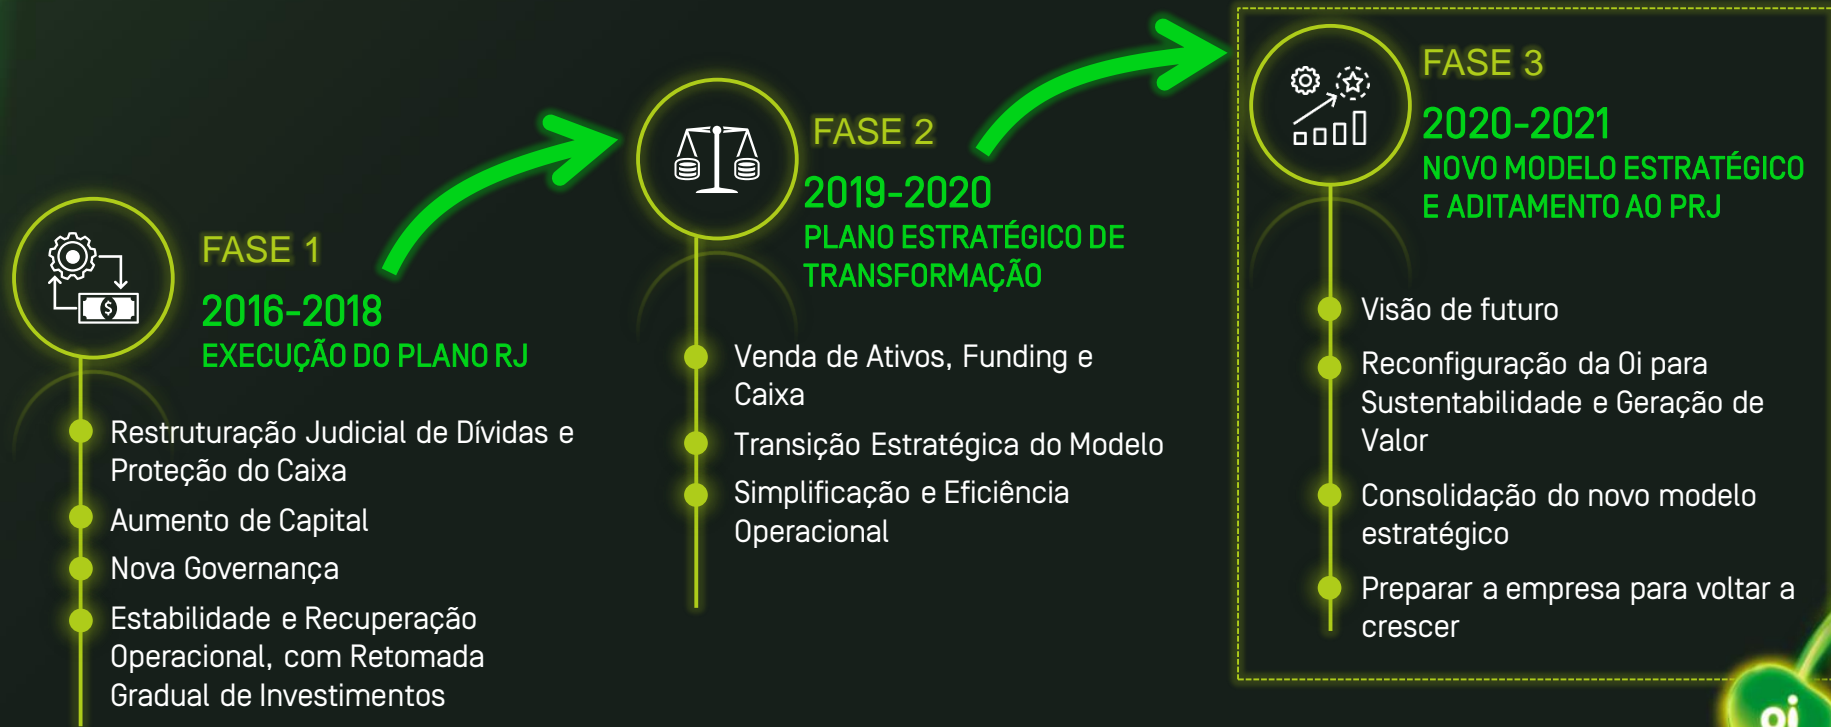 FASE 1
2016-2018
EXECUÇÃO DO PLANO RJ
Restruturação Judicial de Dívidas e
Proteção do Caixa
Aumento de Capital
Nova Governança
Estabilidade e Recuperação
Operacional, com Retomada
Gradual de Investimentos
FASE 2
2019-2020
PLANO ESTRATÉGICO DE
TRANSFORMAÇÃO
Venda de Ativos, Funding e
Caixa
Transição Estratégica do Modelo
Simplificação e Eficiência
Operacional
FASE 3
2020-2021
NOVO MODELO ESTRATÉGICO
E ADITAMENTO AO PRJ
Visão de futuro
Reconfiguração da Oi para
Sustentabilidade e Geração de
Valor
Consolidação do novo modelo
estratégico
Preparar a empresa para voltar a
crescer
oi
$